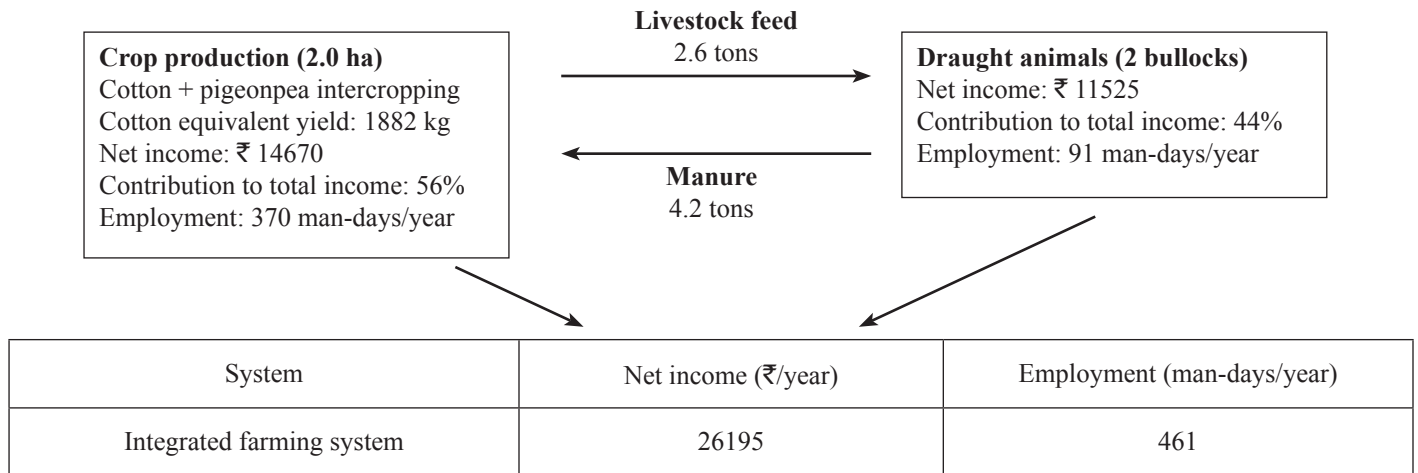 Livestock feed
2.6 tons
Crop production (2.0 ha)
Cotton + pigeonpea intercropping
Cotton equivalent yield: 1882 kg
Net income: ₹ 14670
Contribution to total income: 56%
Employment: 370 man-days/year
Draught animals (2 bullocks)
Net income: ₹ 11525
Contribution to total income: 44%
Employment: 91 man-days/year
Manure
4.2 tons
System
Net income (₹/year)
Employment (man-days/year)
Integrated farming system
26195
461